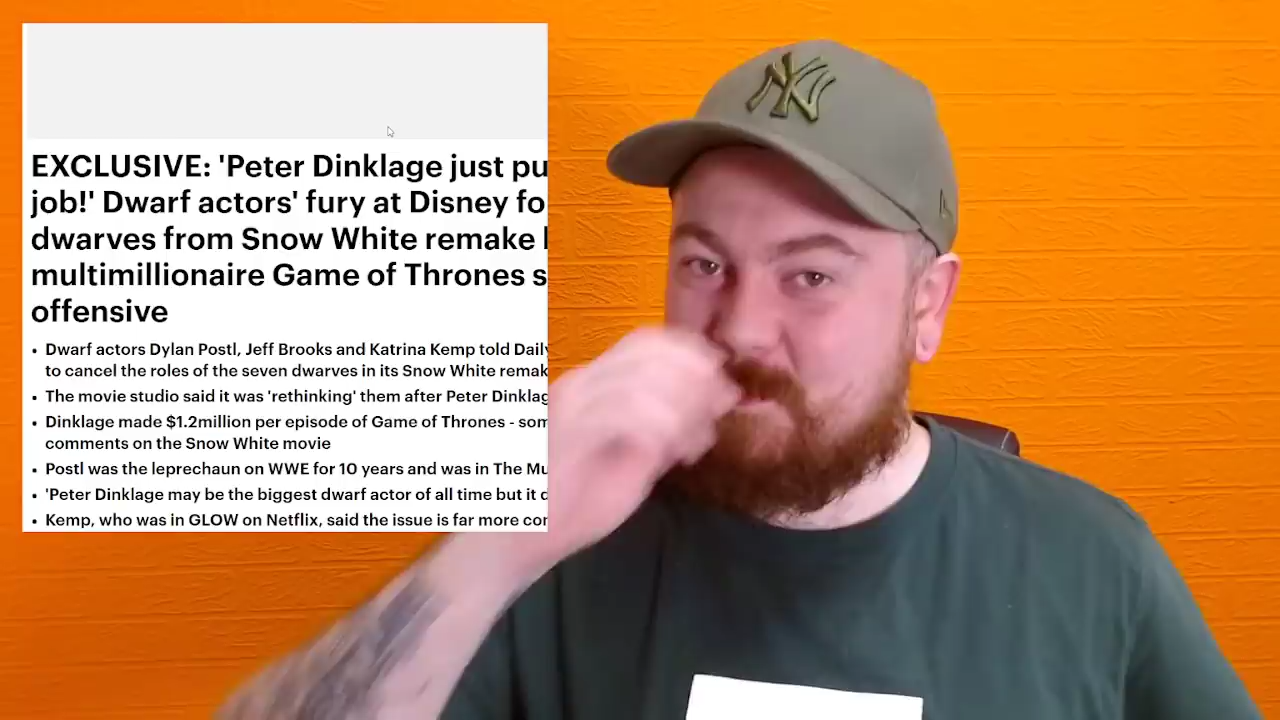 NY
EXCLUSIVE: 'Peter Dinklage just pu
job!' Dwarf actors' fury at Disney fo
dwarves from Snow White remake
multimillionaire Game of Thrones s
offensive
• Dwarf actors Dylan Postl, Jeff Brooks and Katrina Kemp told Daily
to cancel the roles of the seven dwarves in its Snow White remak
• The movie studio said it was 'rethinking' them after Peter Dinklag
• Dinklage made $1.2million per episode of Game of Thrones - som
comments on the Snow White movie
• Postl was the leprechaun on WWE for 10 years and was in The Mu
• 'Peter Dinklage may be the biggest dwarf actor of all time but it d
• Kemp, who was in GLOW on Netflix, said the issue is far more con